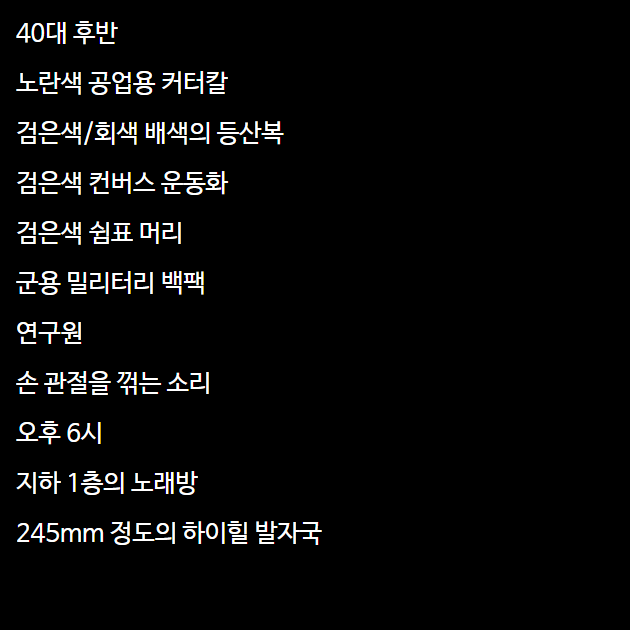 40대 후반
노란색 공업용 커터칼
검은색/회색 배색의 등산복
검은색 컨버스 운동화
검은색 쉼표 머리
군용 밀리터리 백팩
연구원
손 관절을 꺾는 소리
오후 6시
지하 1층의 노래방
245mm 정도의 하이힐 발자국